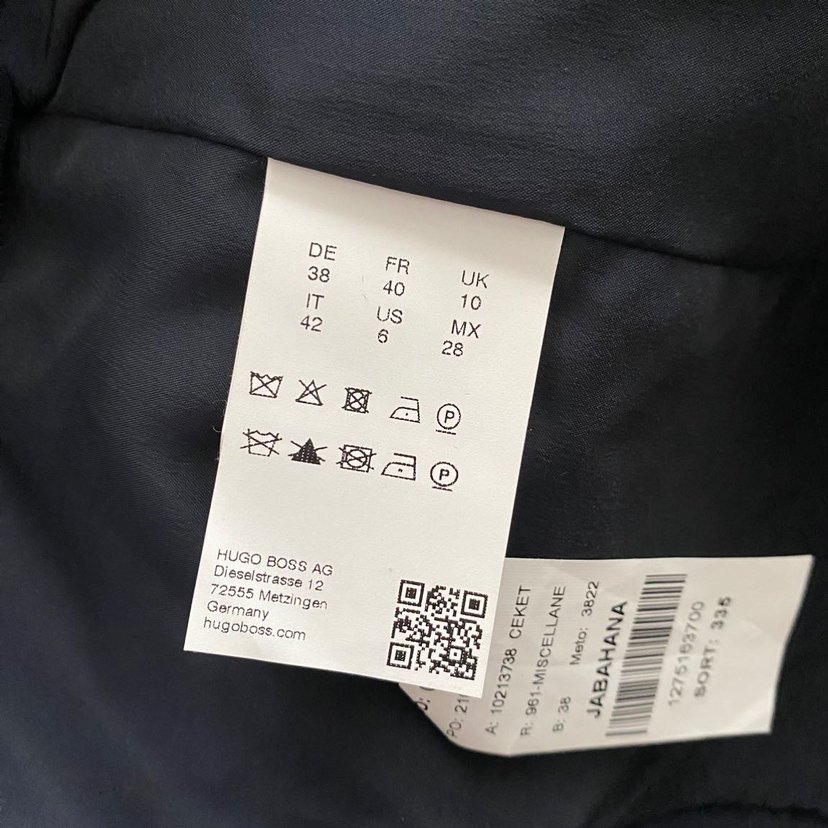 DE FR UK
38 40 10
IT US MX
42 6 28
P
P
HUGO BOSS AG
Dieselstrasse 12
72555 Metzingen
Germany
hugoboss.com
A: 10213738 CEKET
R: 961-MISCELLANE
B: 38 Meto: 3822
JABAHANA
1275163700
SORT: 335